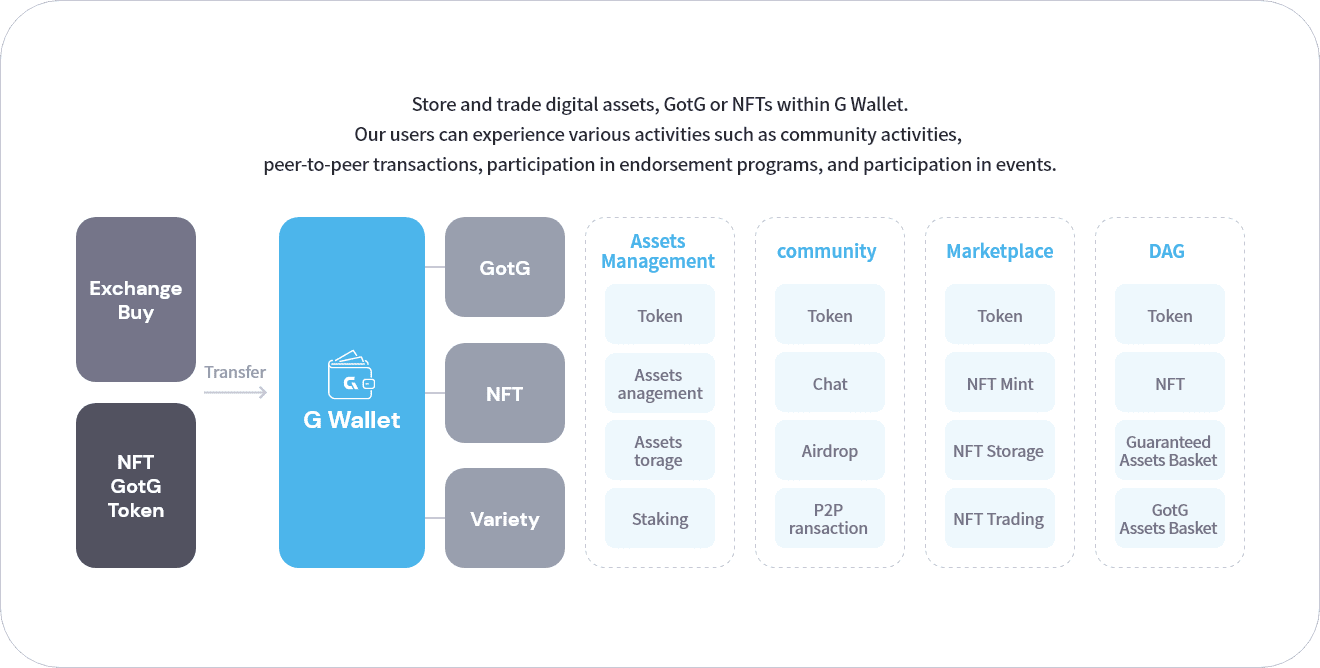 Store and trade digital assets, GotG or NFTs within G Wallet.
Our users can experience various activities such as community activities,
peer-to-peer transactions, participation in endorsement programs, and participation in events.
Exchange
Buy
NFT
GotG
Token
Transfer
G Wallet
GotG
NFT
Variety
Assets
Management
Token
Assets
anagement
Assets
torage
Staking
community
Token
Chat
Airdrop
P2P
ransaction
Marketplace
Token
NFT Mint
NFT Storage
NFT Trading
DAG
Token
NFT
Guaranteed
Assets Basket
GotG
Assets Basket